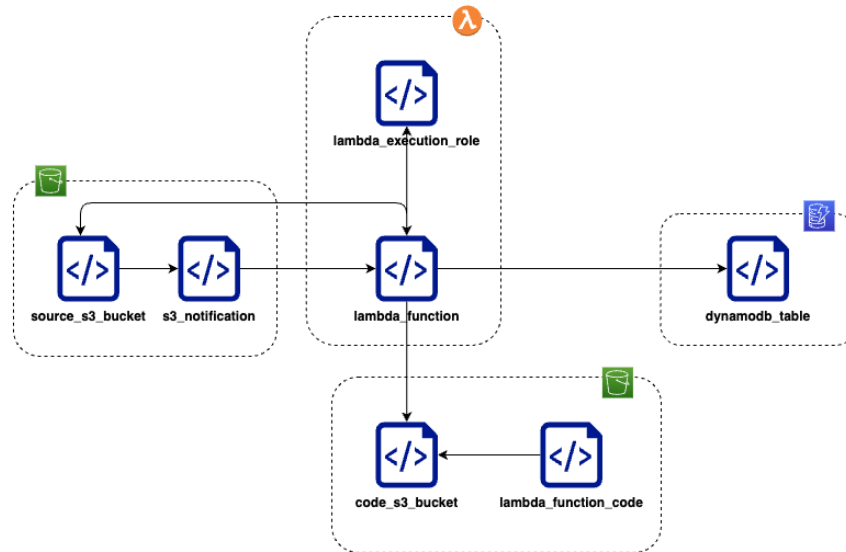 λ
</>
lambda_execution_role
</>
</>
</>
</>
source_s3_bucket
s3_notification
lambda_function
dynamodb_table
</>
</>
code_s3_bucket
lambda_function_code